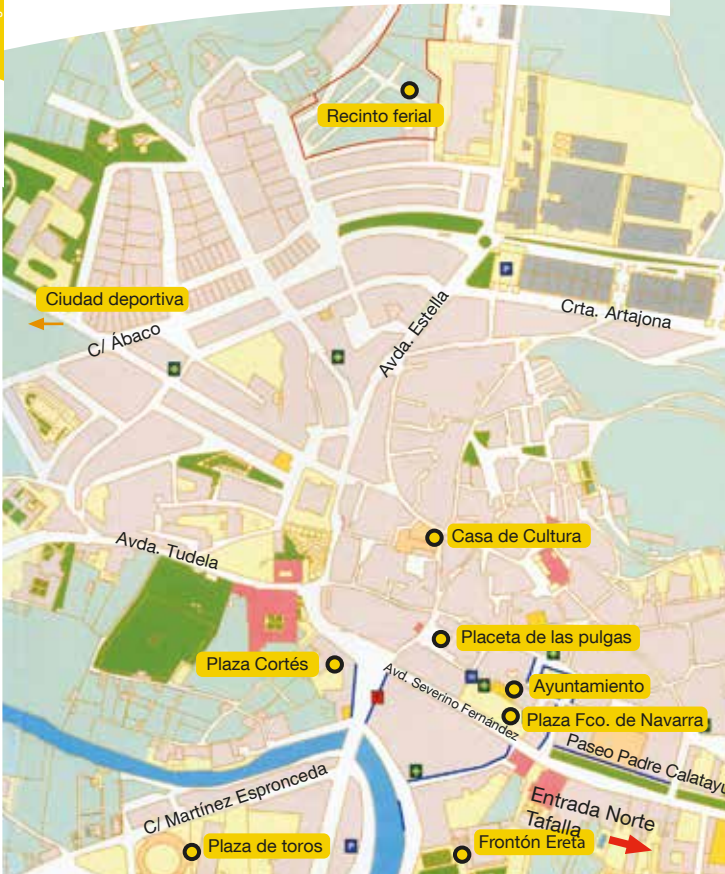 Recinto ferial
Ciudad deportiva
C/ Ábaco
Avda. Estella
P
Crta. Artajona
Casa de Cultura
Avda. Tudela
Placeta de las pulgas
Plaza Cortés
Avd. Severino Fernández
Ayuntamiento
Plaza Fco. de Navarra
Paseo Padre Calatayu
C/ Martínez Espronceda
Entrada Norte
Tafalla
Plaza de toros
P
Frontón Ereta